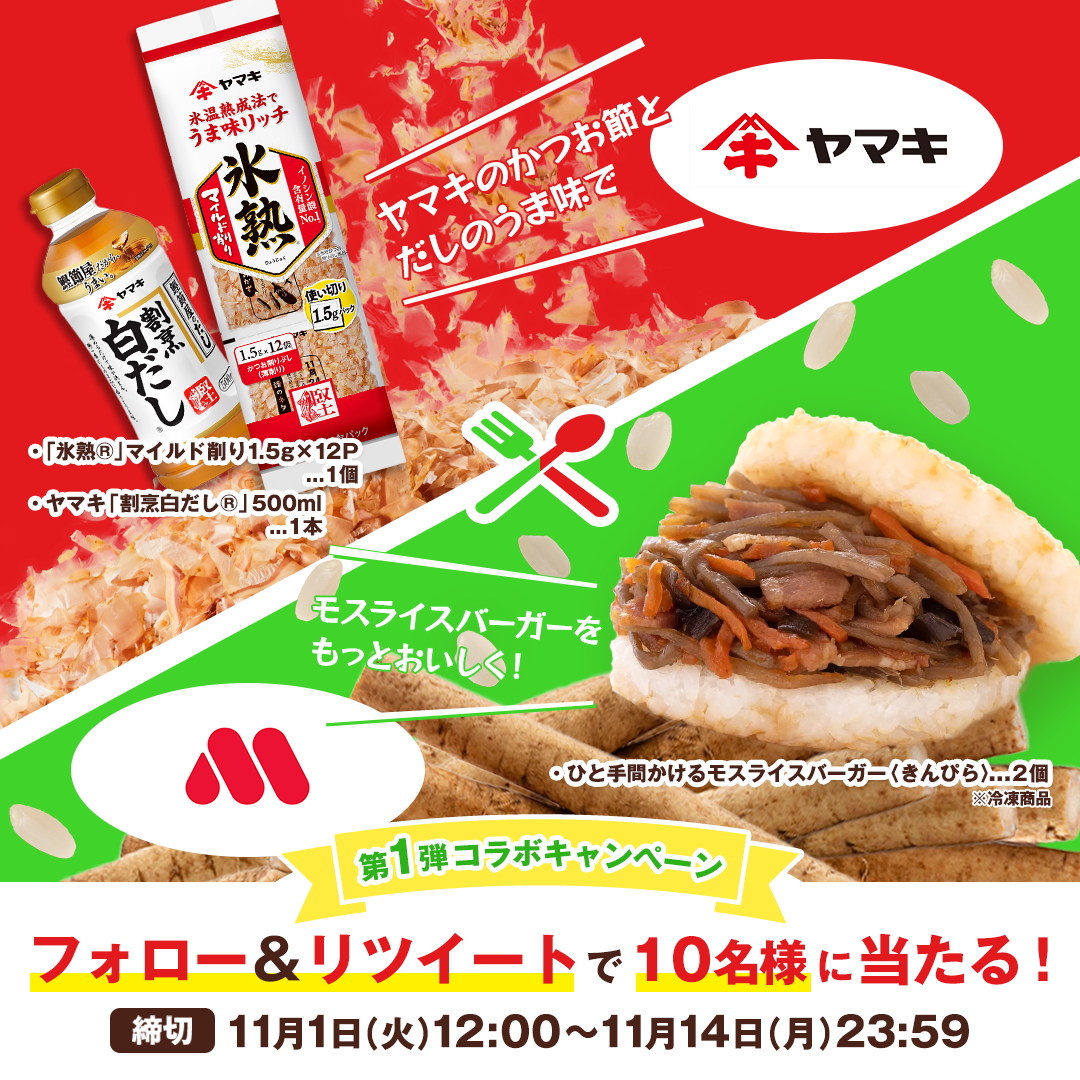 ヤマキ
氷温熟成法で
うま味リッチ
イノシン酸
含有量
No.1
氷熟
マイルド削り
使い切り
1.5gパック
1.5g×12個
かつお削りぶし
(薄削り)
鰹節屋だから、
うまい。
ヤマキ
鰹節屋のだし
割烹
白だし
ヤマキのかつお節と
だしのうま味で
ヤマキ
・「氷熟®」マイルド削り1.5g×12P
…1個
・ヤマキ「割烹白だし®」500ml
…1本
モスライスバーガーを
もっとおいしく!
・ひと手間かけるモスライスバーガー〈きんぴら〉…2個
※冷凍商品
第1弾コラボキャンペーン
フォロー&リツイートで10名様に当たる!
締切 11月1日(火)12:00〜11月14日(月)23:59